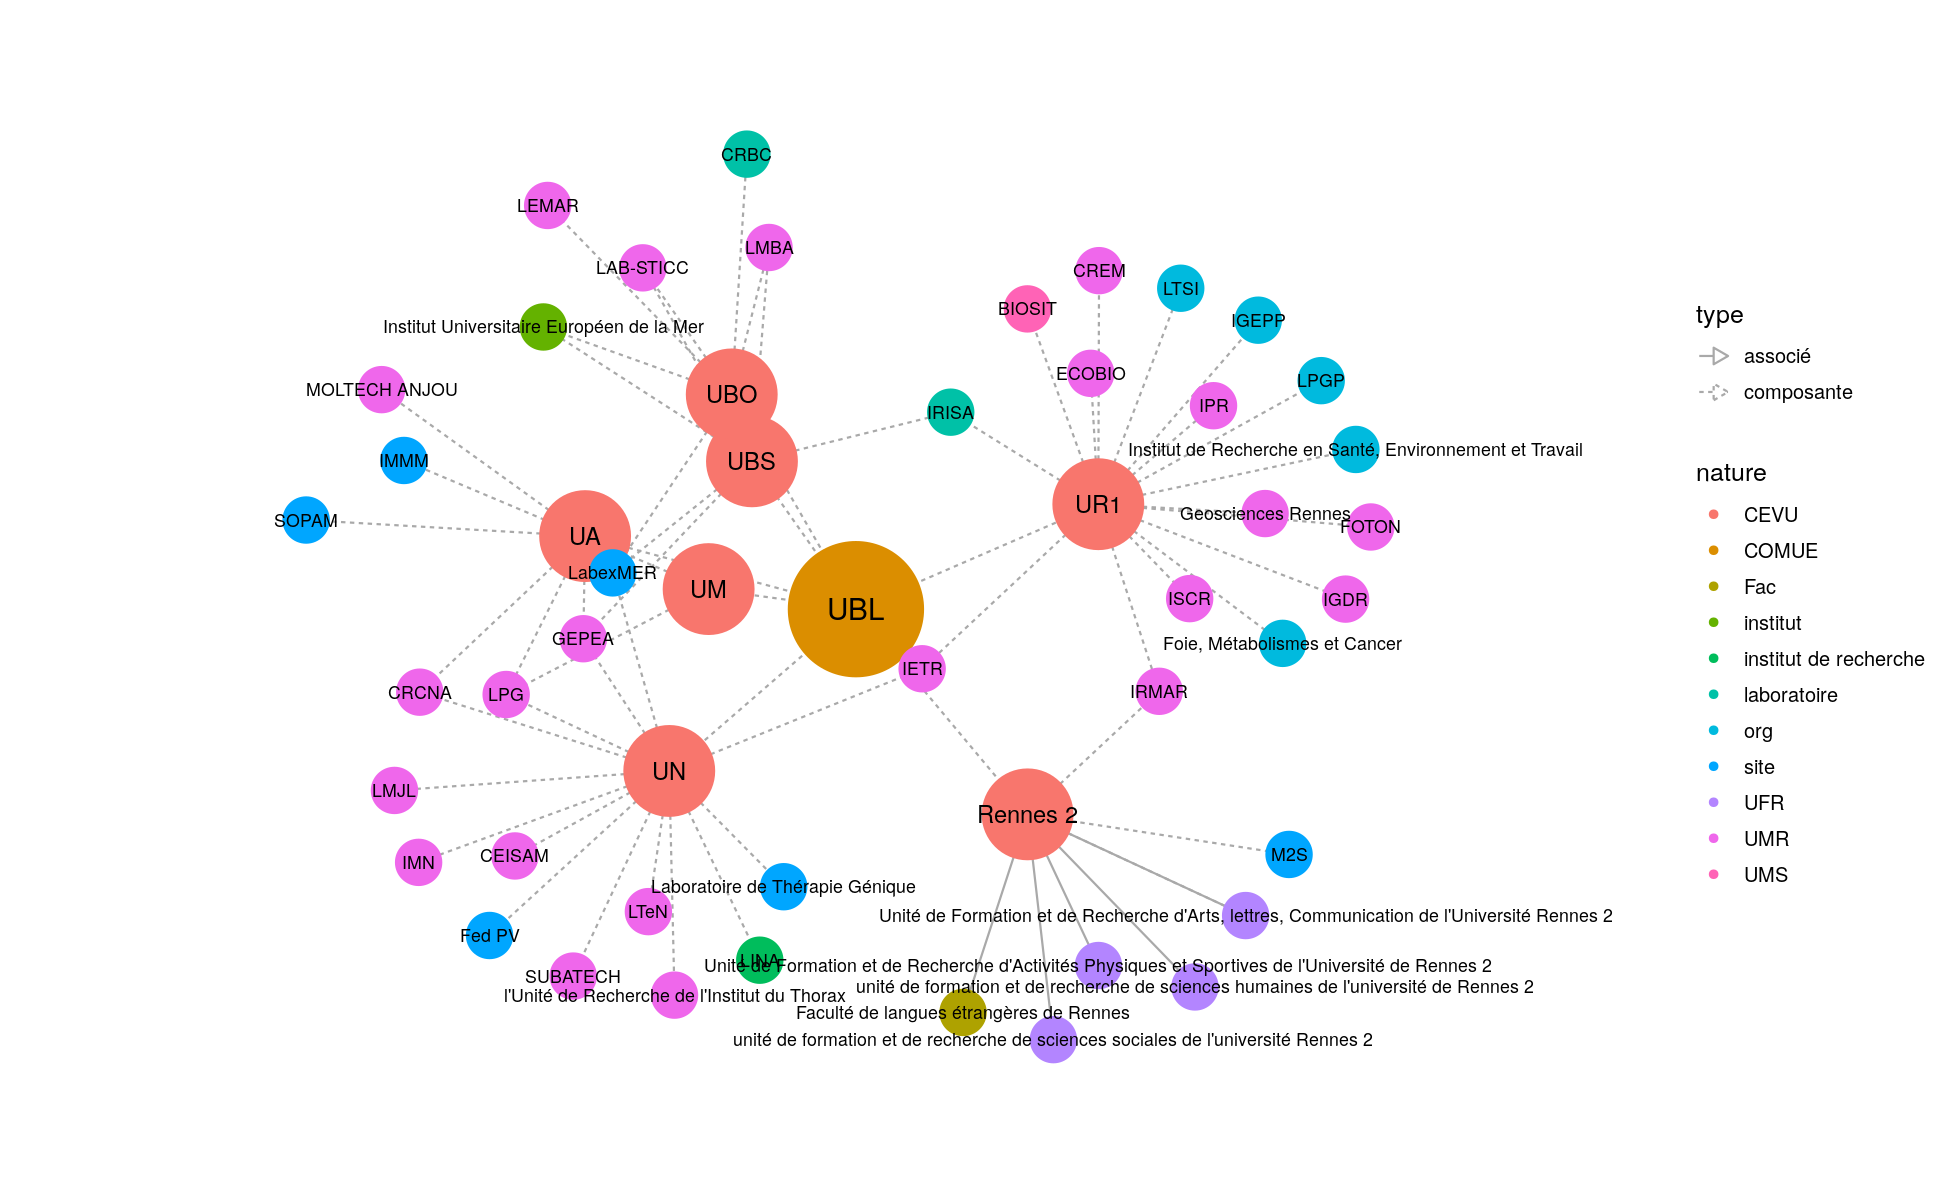 CRBC
LEMAR
LMBA
LAB-STICC
CREM
LTSI
BIOSIT
IGEPP
Institut Universitaire Européen de la Mer
ECOBIO
LPGP
MOLTECH ANJOU
UBO
IPR
IRISA
Institut de Recherche en Santé, Environnement et Travail
IMMM
UBS
UR1
Geosciences Rennes
SOPAM
FOTON
UA
LabexMER
UM
ISCR
IGDR
UBL
GEPEA
Foie, Métabolismes et Cancer
IETR
CRCNA
LPG
IRMAR
UN
LMJL
Rennes 2
IMN
CEISAM
M2S
Laboratoire de Thérapie Génique
LTeN
Unité de Formation et de Recherche d'Arts, lettres, Communication de l'Université Rennes 2
Fed PV
LINA
Unité de Formation et de Recherche d'Activités Physiques et Sportives de l'Université de Rennes 2
SUBATECH
unité de formation et de recherche de sciences humaines de l'université de Rennes 2
l'Unité de Recherche de l'Institut du Thorax
Faculté de langues étrangères de Rennes
unité de formation et de recherche de sciences sociales de l'université Rennes 2
type
associé
composante
nature
CEVU
COMUE
Fac
institut
institut de recherche
laboratoire
org
site
UFR
UMR
UMS